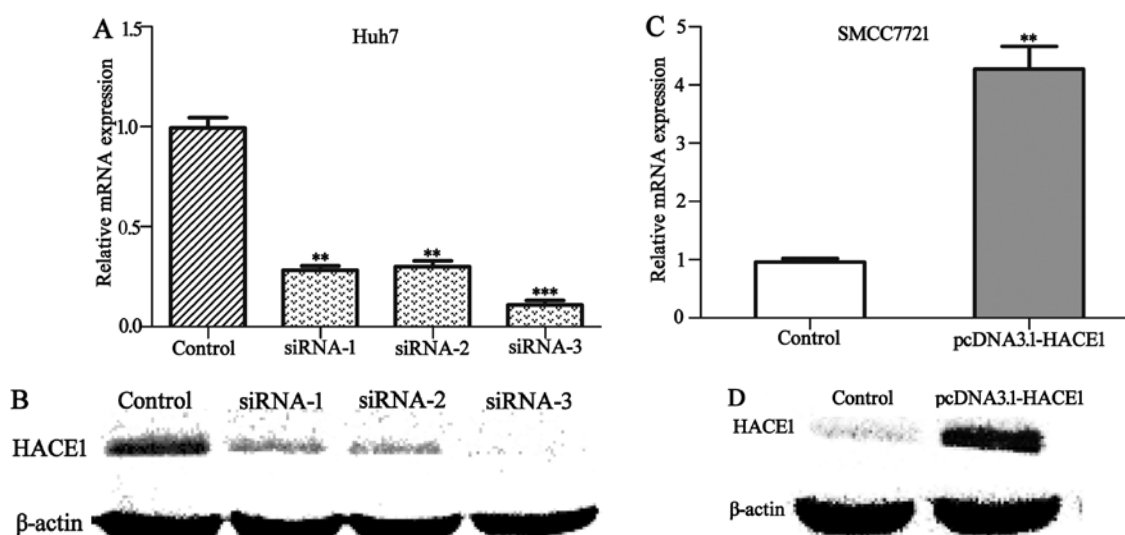 A
Huh7
Relative mRNA expression
1.5
1.0
0.5
0.0
**
**
***
Control
siRNA-1
siRNA-2
siRNA-3
B
Control
siRNA-1
siRNA-2
siRNA-3
HACE1
β-actin
C
SMCC7721
Relative mRNA expression
5
4
3
2
1
0
**
Control
pcDNA3.1-HACE1
D
Control
pcDNA3.1-HACE1
HACE1
β-actin